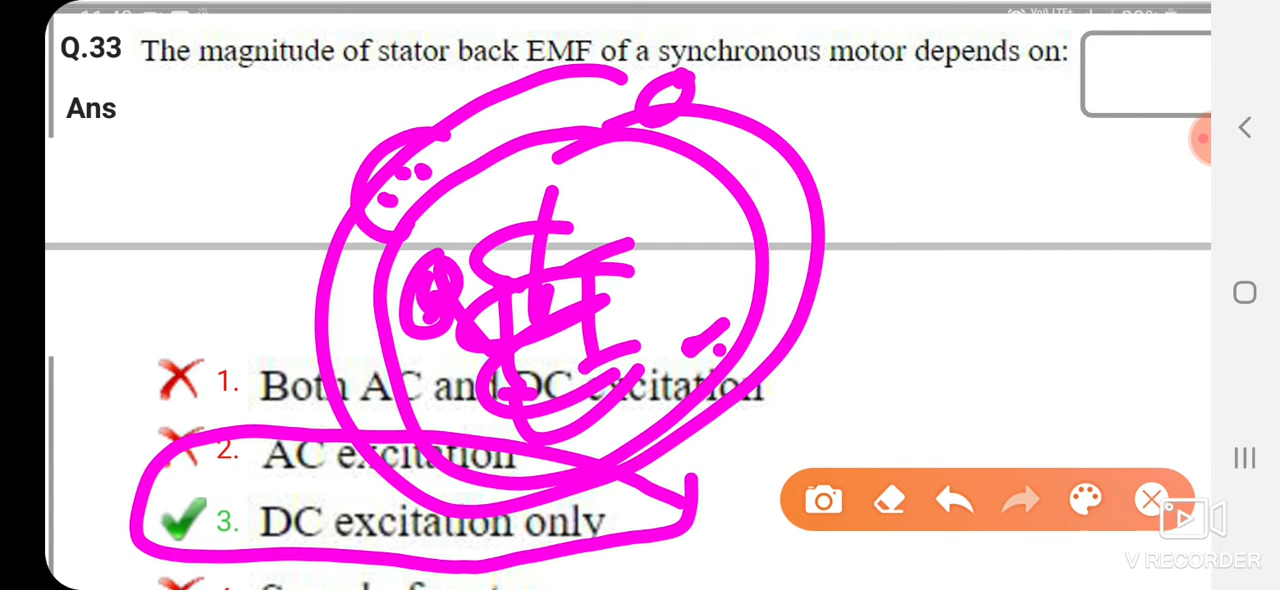 Q.33 The magnitude of stator back EMF of a synchronous motor depends on:
Ans
1. Both AC and DC excitation
2. AC excitation
3. DC excitation only
V RECORDER